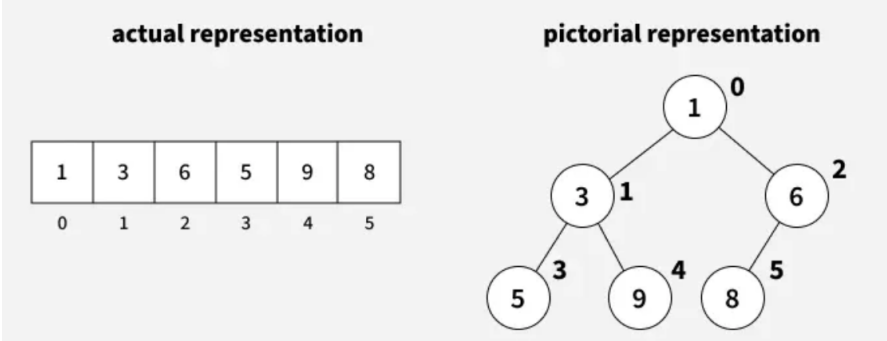 actual representation
1 3 6 5 9 8
0 1 2 3 4 5
pictorial representation
1 0
3 1 6 2
5 3 9 4 8 5